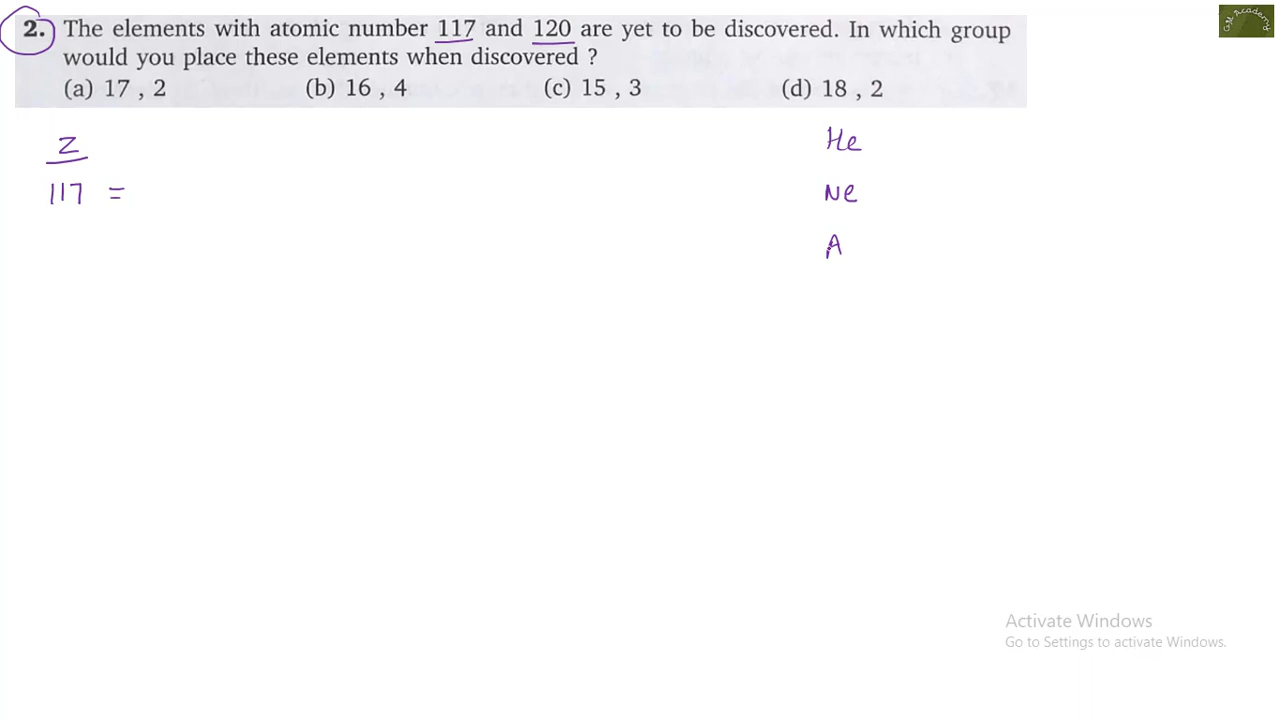 2. The elements with atomic number 117 and 120 are yet to be discovered. In which group
would you place these elements when discovered ?
(a) 17 , 2 (b) 16 , 4 (c) 15 , 3 (d) 18 , 2
GM Academy
Z
117 =
He
Ne
A
Activate Windows
Go to Settings to activate Windows.